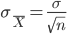 σ_X̅ = σ/√n